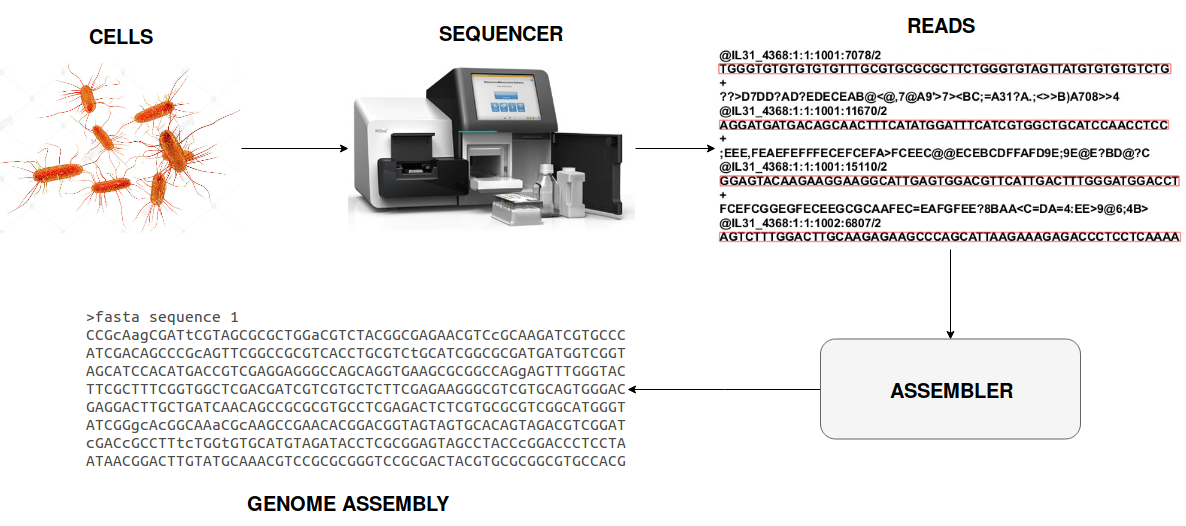 CELLS
SEQUENCER
READS
@IL31_4368:1:1:1001:7078/2
TGGGTGTGTGTGTGTTTGCGTGCGCGCTTCTGGGTGTAGTTATGTGTGTGTCTG
+
??>D7DD?AD?EDECEAB@<@,7@A9'>7><BC;=A31?A.;<>>B)A708>>4
@IL31_4368:1:1:1001:11670/2
AGGATGATGACAGCAACTTTCATATGGATTTCATCGTGGCTGCATCCAACCTCC
+
;EEE,FEAEFEFFFECEFCEFA>FCEEC@@ECEBCDFFAFD9E;9E@E?BD@?C
@IL31_4368:1:1:1001:15110/2
GGAGTACAAGAAGGAAGGCATTGAGTGGACGTTCATTGACTTTGGGATGGACCT
+
FCEFCGGEGFECEEGCGCAAFEC=EAFGFEE?8BAA<C=DA=4:EE>9@6;4B>
@IL31_4368:1:1:1002:6807/2
AGTCTTTGGACTTGCAAGAGAAGCCCAGCATTAAGAAAGAGACCCTCCTCAAAA
ASSEMBLER
>fasta sequence 1
CCGcAagCGATtCGTAGCGCGCTGGaCGTCTACGGCGAGAACGTCcGCAAGATCGTGCCC
ATCGACAGCCCGcAGTTCGGCCGCGTCACCTGCGTCtGCATCGGCGCGATGATGGTCGGT
AGCATCCACATGACCGTCGAGGAGGGCCAGCAGGTGAAGCGCGGCCAGgAGTTTGGGTAC
TTCGCTTTCGGTGGCTCGACGATCGTCGTGCTCTTCGAGAAGGGCGTCGTGCAGTGGGAC
GAGGACTTGCTGATCAACAGCCGCGCGTGCCTCGAGACTCTCGTGCGCGTCGGCATGGGT
ATCGGgcAcGGCAAaCGcAAGCCGAACACGGACGGTAGTAGTGCACAGTAGACGTCGGAT
cGAccGCCTTtcTGGtGTGCATGTAGATACCTCGCGGAGTAGCCTACCcGGACCCTCCTA
ATAACGGACTTGTATGCAAACGTCCGCGCGGGTCCGCGACTACGTGCGCGGCGTGCCACG
GENOME ASSEMBLY